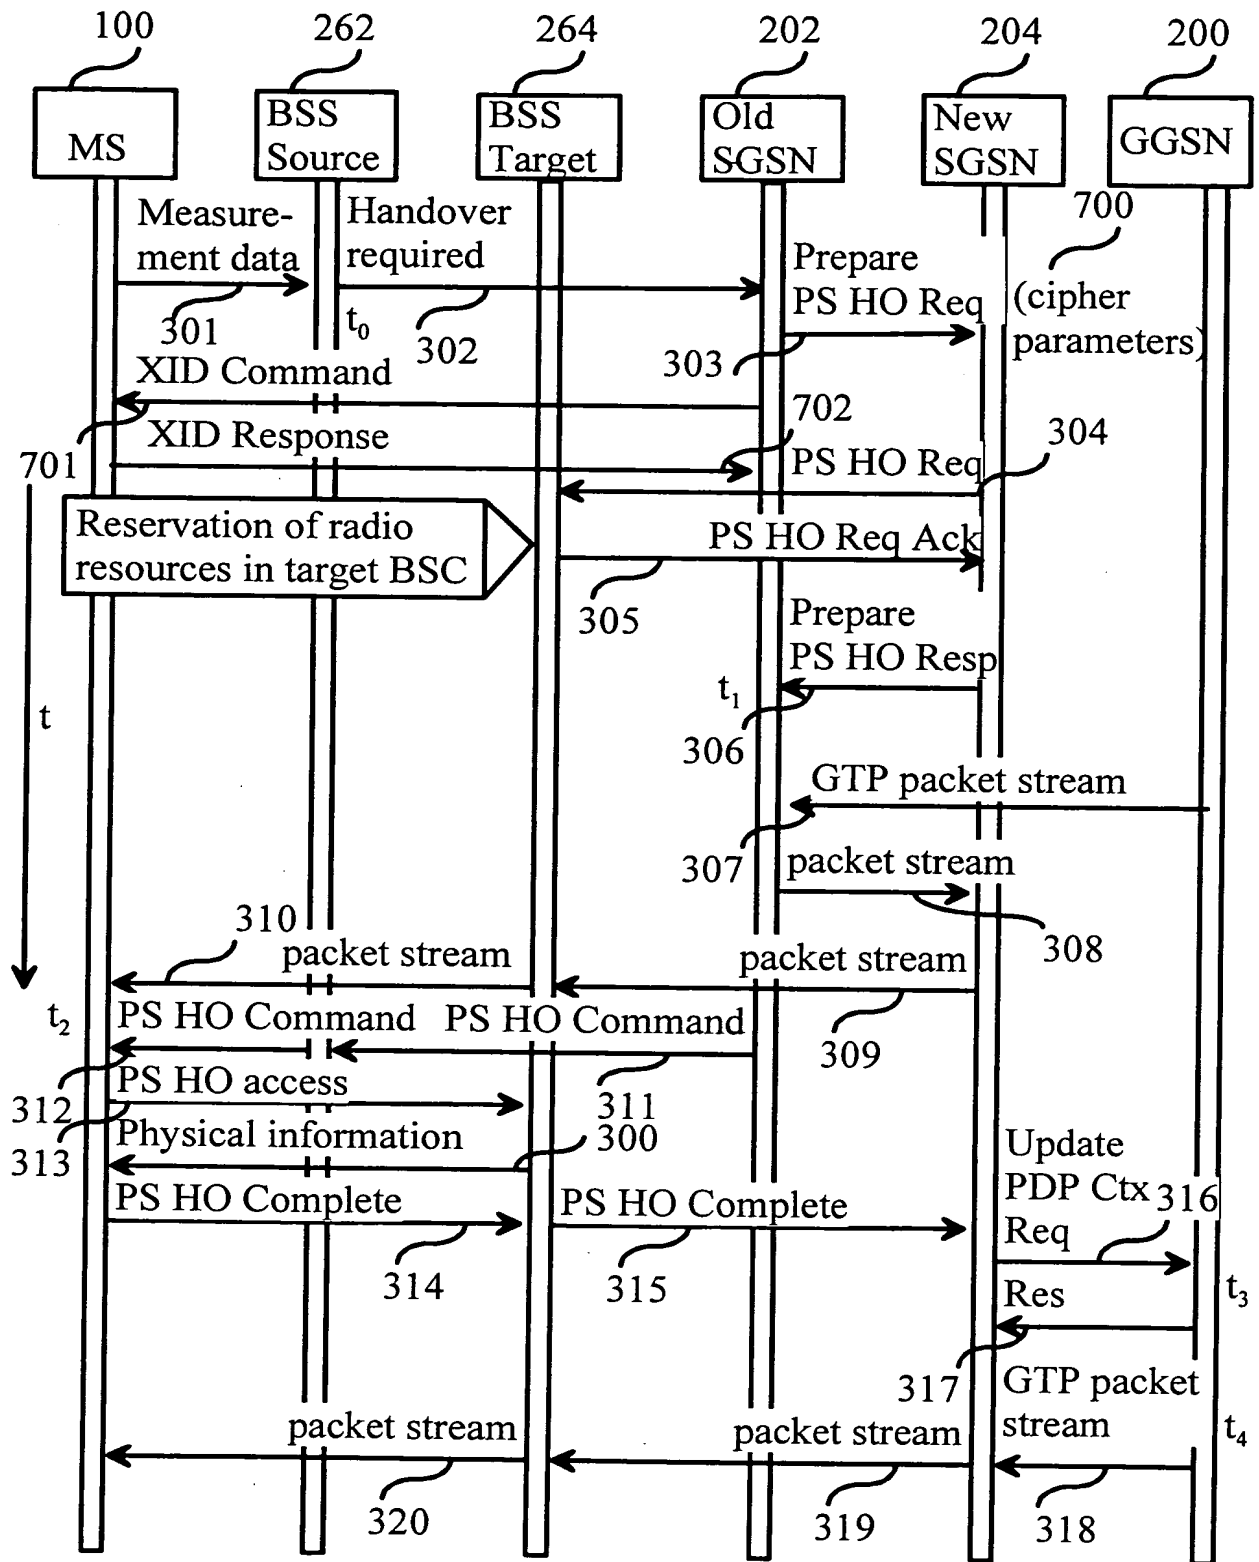 100 262 264 202 204 200
MS
BSS
Source
BSS
Target
Old
SGSN
New
SGSN
GGSN
Measure-
ment data
301
Handover
required
t0
302
Prepare
PS HO Req
303
700
(cipher
parameters)
XID Command
701
XID Response
702
PS HO Req
304
Reservation of radio
resources in target BSC
PS HO Req Ack
305
Prepare
PS HO Resp
t1
306
t
GTP packet stream
307
packet stream
308
310
packet stream
packet stream
309
t2
PS HO Command
PS HO Command
312
311
PS HO access
313
Physical information
300
PS HO Complete
314
PS HO Complete
315
Update
PDP Ctx
Req
316
t3
Res
317
GTP packet
stream
t4
318
packet stream
319
packet stream
320